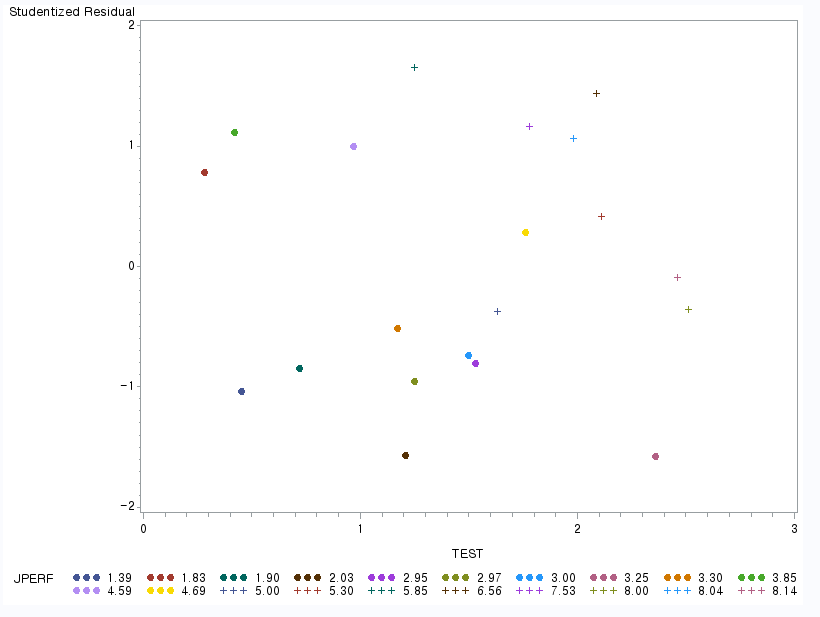 Studentized Residual
2
1
0
−1
−2
0 1 2 3
TEST
JPERF 1.39 1.83 1.90 2.03 2.95 2.97 3.00 3.25 3.30 3.85
4.59 4.69 5.00 5.30 5.85 6.56 7.53 8.00 8.04 8.14